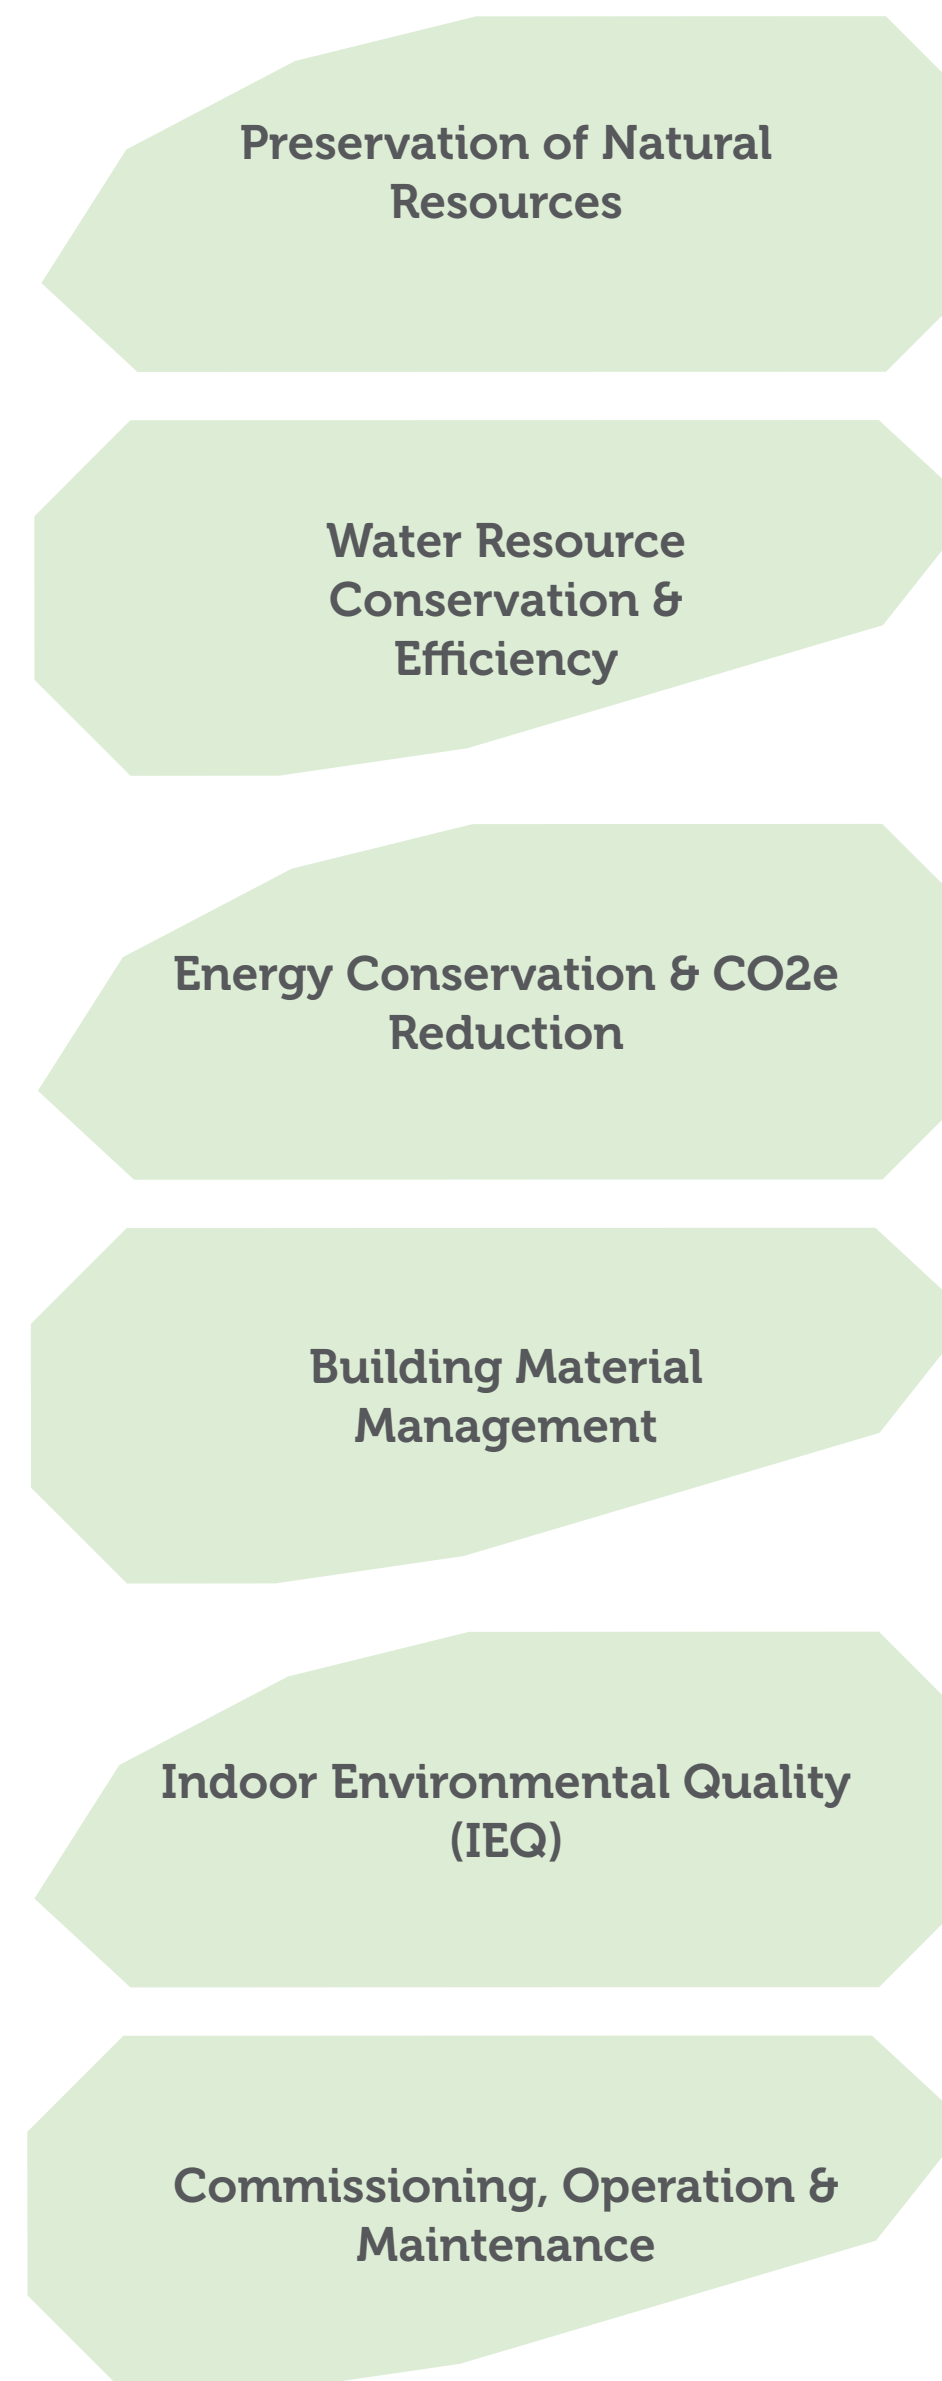 Preservation of Natural
Resources
Water Resource
Conservation &
Efficiency
Energy Conservation & CO2e
Reduction
Building Material
Management
Indoor Environmental Quality
(IEQ)
Commissioning, Operation &
Maintenance